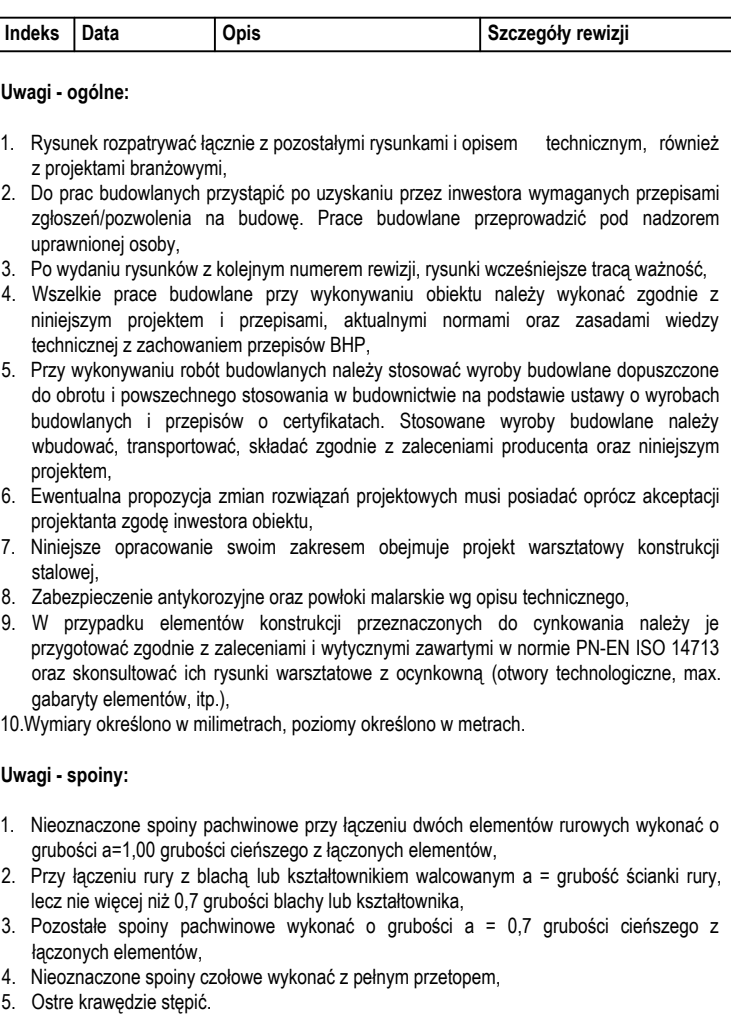 Indeks Data Opis Szczegóły rewizji
Uwagi - ogólne:
1. Rysunek rozpatrywać łącznie z pozostałymi rysunkami i opisem technicznym, również
z projektami branżowymi,
2. Do prac budowlanych przystąpić po uzyskaniu przez inwestora wymaganych przepisami
zgłoszeń/pozwolenia na budowę. Prace budowlane przeprowadzić pod nadzorem
uprawnionej osoby,
3. Po wydaniu rysunków z kolejnym numerem rewizji, rysunki wcześniejsze tracą ważność,
4. Wszelkie prace budowlane przy wykonywaniu obiektu należy wykonać zgodnie z
niniejszym projektem i przepisami, aktualnymi normami oraz zasadami wiedzy
technicznej z zachowaniem przepisów BHP,
5. Przy wykonywaniu robót budowlanych należy stosować wyroby budowlane dopuszczone
do obrotu i powszechnego stosowania w budownictwie na podstawie ustawy o wyrobach
budowlanych i przepisów o certyfikatach. Stosowane wyroby budowlane należy
wbudować, transportować, składać zgodnie z zaleceniami producenta oraz niniejszym
projektem,
6. Ewentualna propozycja zmian rozwiązań projektowych musi posiadać oprócz akceptacji
projektanta zgodę inwestora obiektu,
7. Niniejsze opracowanie swoim zakresem obejmuje projekt warsztatowy konstrukcji
stalowej,
8. Zabezpieczenie antykorozyjne oraz powłoki malarskie wg opisu technicznego,
9. W przypadku elementów konstrukcji przeznaczonych do cynkowania należy je
przygotować zgodnie z zaleceniami i wytycznymi zawartymi w normie PN-EN ISO 14713
oraz skonsultować ich rysunki warsztatowe z ocynkowną (otwory technologiczne, max.
gabaryty elementów, itp.),
10.Wymiary określono w milimetrach, poziomy określono w metrach.
Uwagi - spoiny:
1. Nieoznaczone spoiny pachwinowe przy łączeniu dwóch elementów rurowych wykonać o
grubości a=1,00 grubości cieńszego z łączonych elementów,
2. Przy łączeniu rury z blachą lub kształtownikiem walcowanym a = grubość ścianki rury,
lecz nie więcej niż 0,7 grubości blachy lub kształtownika,
3. Pozostałe spoiny pachwinowe wykonać o grubości a = 0,7 grubości cieńszego z
łączonych elementów,
4. Nieoznaczone spoiny czołowe wykonać z pełnym przetopem,
5. Ostre krawędzie stępić.